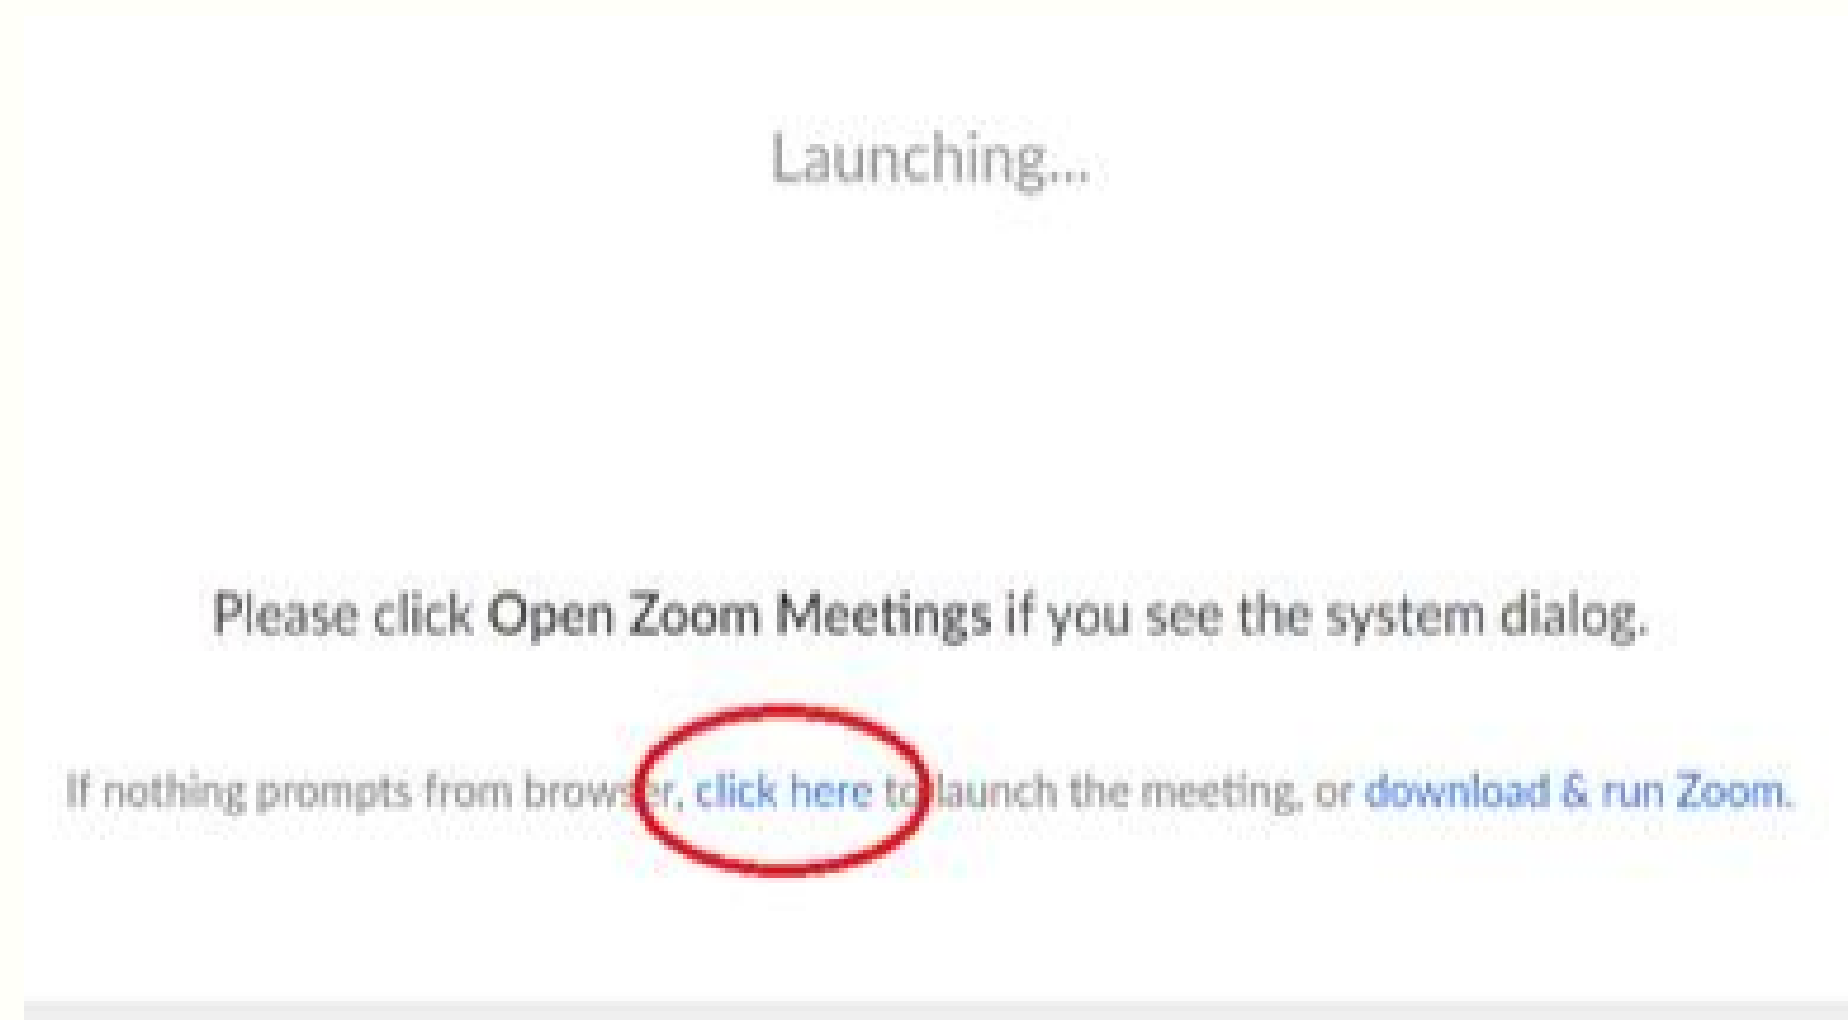 Launching...
Please click Open Zoom Meetings if you see the system dialog.
If nothing prompts from browser, click here to launch the meeting, or download & run Zoom.